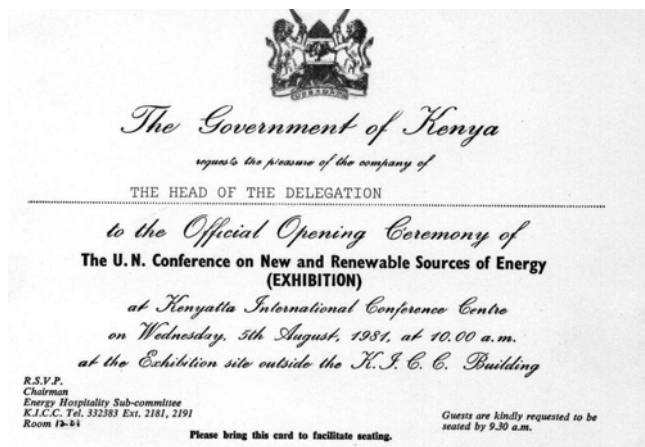 HARAMBEE
The Government of Kenya
requests the pleasure of the company of
THE HEAD OF THE DELEGATION
to the Official Opening Ceremony of
The U. N. Conference on New and Renewable Sources of Energy
(EXHIBITION)
at Kenyatta International Conference Centre
on Wednesday, 5th August, 1981, at 10.00 a.m.
at the Exhibition site outside the K.I.C.C. Building
R.S.V.P.
Chairman
Energy Hospitality Sub-committee
K.I.C.C. Tel. 332383 Ext. 2181, 2191
Room
Guests are kindly requested to be
seated by 9.30 a.m.
Please bring this card to facilitate seating.